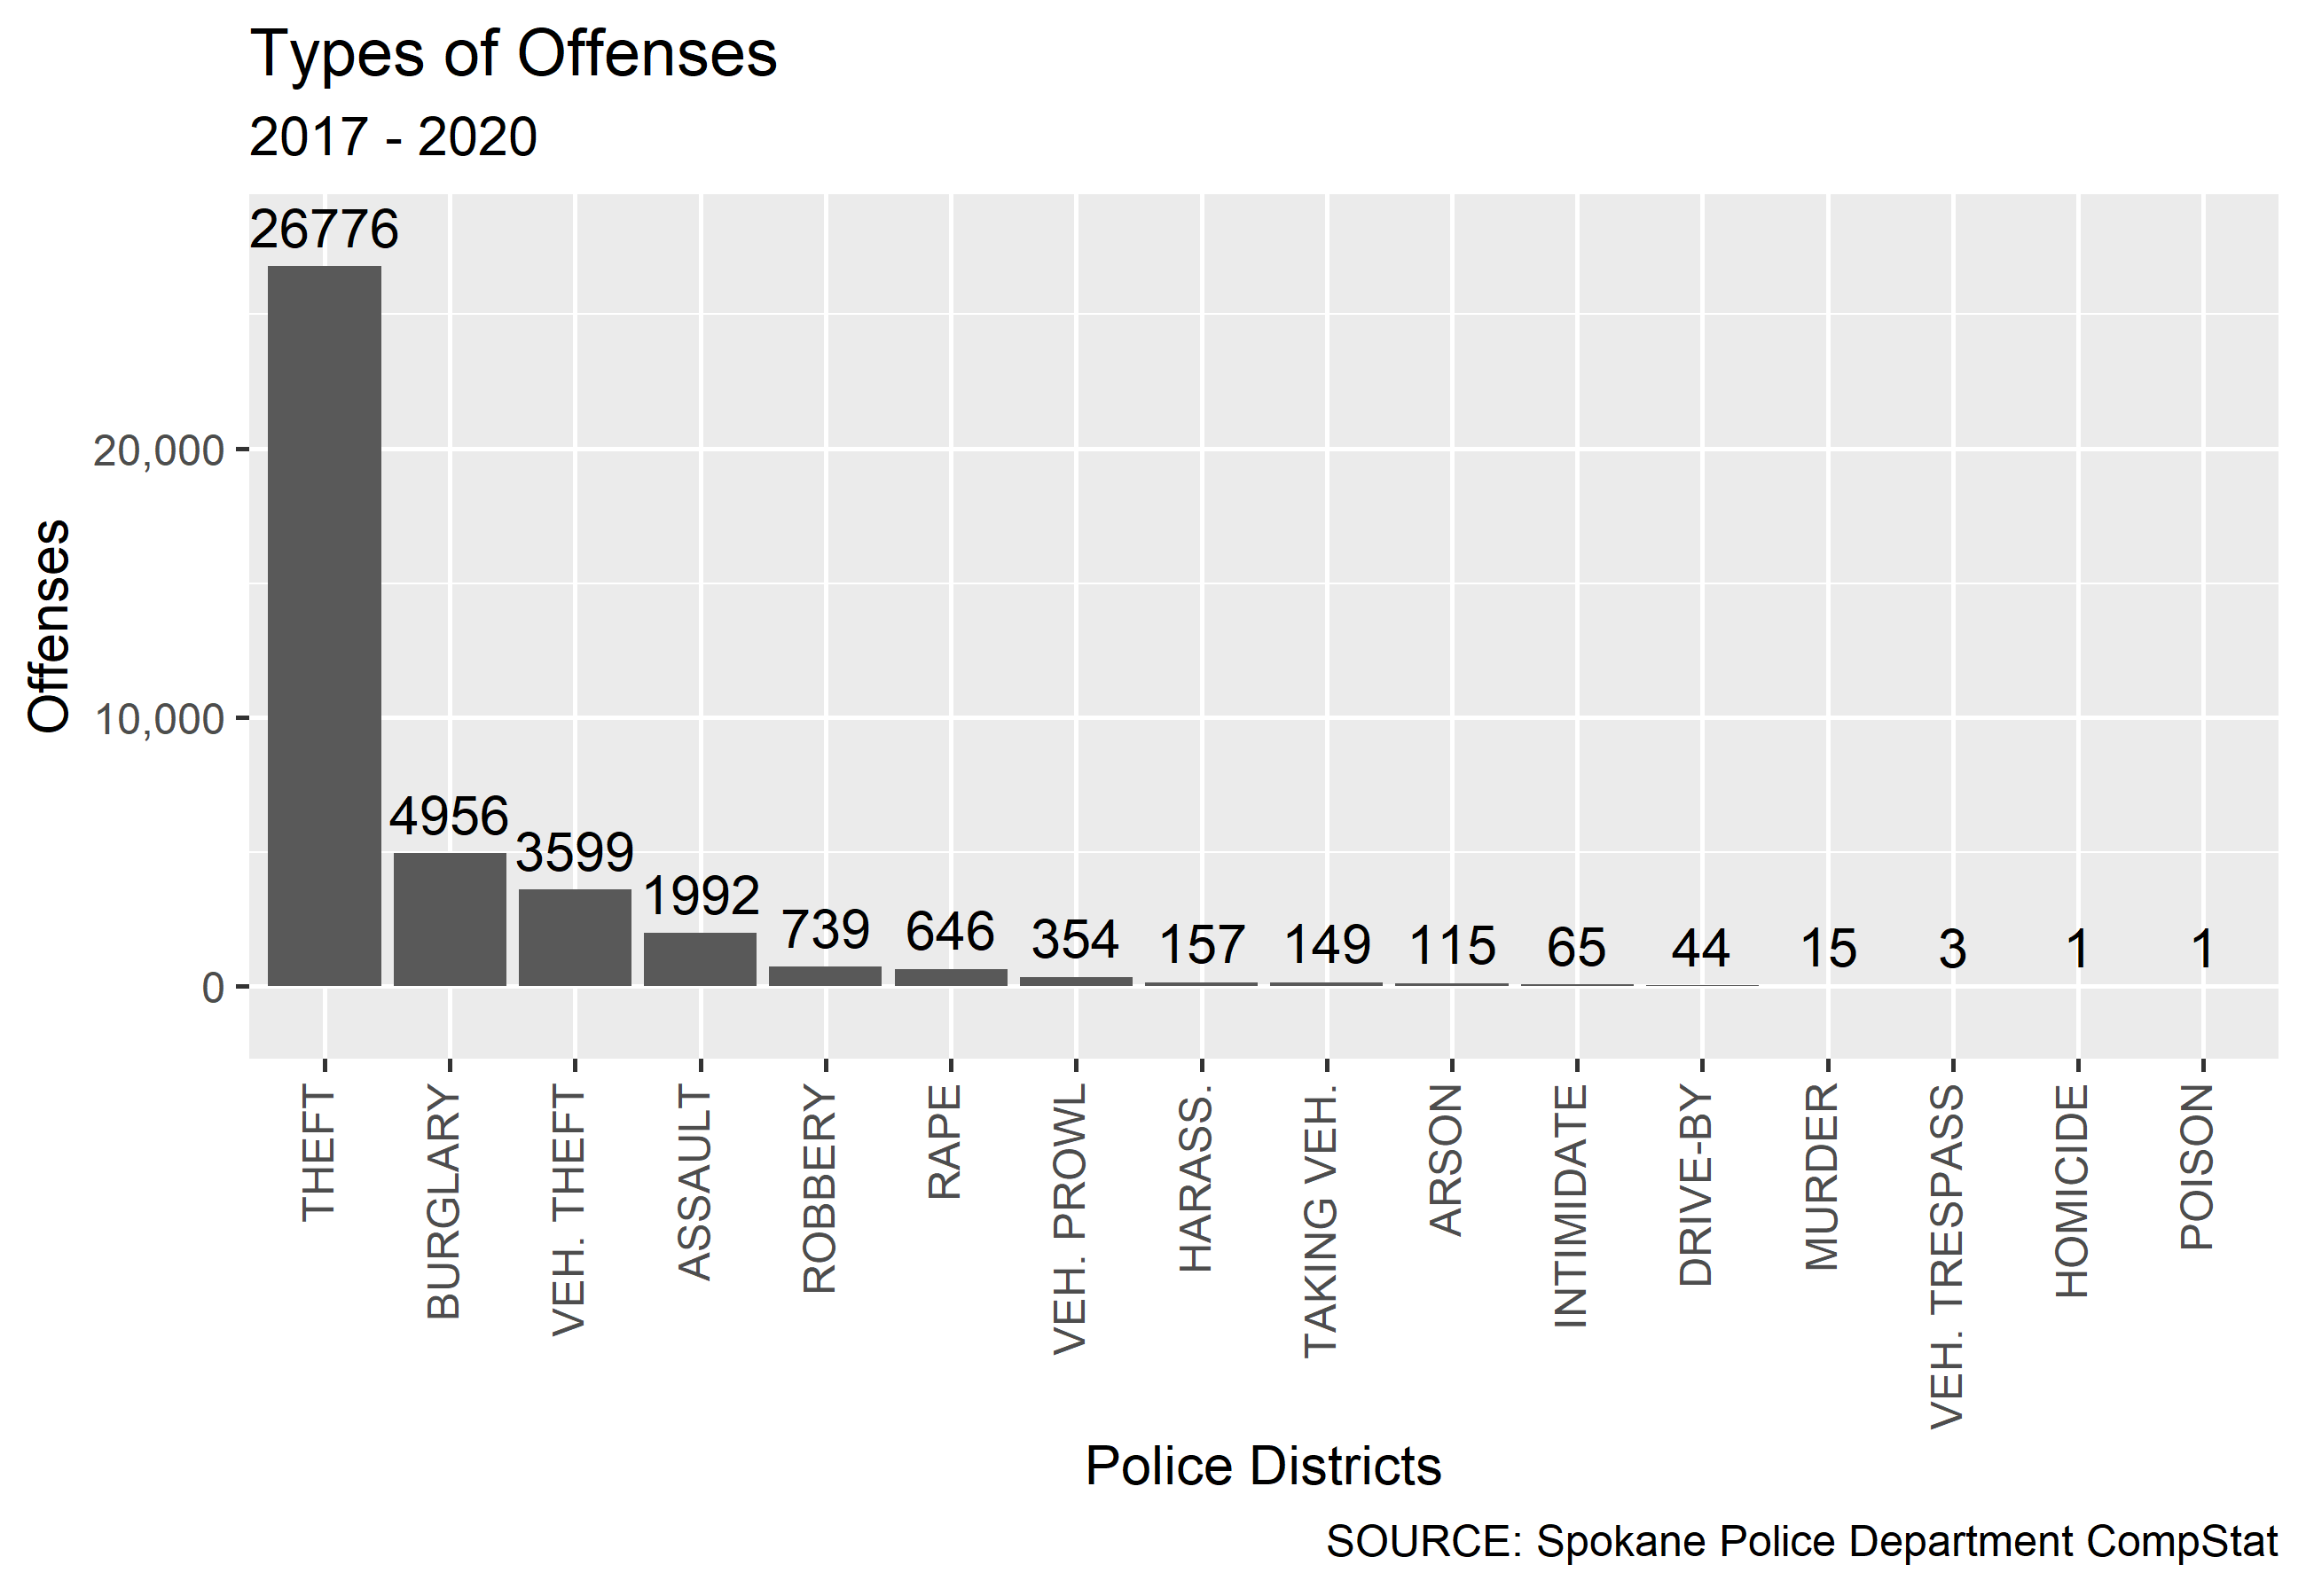 Types of Offenses
2017 - 2020
Offenses
20,000
10,000
0
26776
4956
3599
1992
739
646
354
157
149
115
65
44
15
3
1
1
THEFT
BURGLARY
VEH. THEFT
ASSAULT
ROBBERY
RAPE
VEH. PROWL
HARASS.
TAKING VEH.
ARSON
INTIMIDATE
DRIVE-BY
MURDER
VEH. TRESPASS
HOMICIDE
POISON
Police Districts
SOURCE: Spokane Police Department CompStat